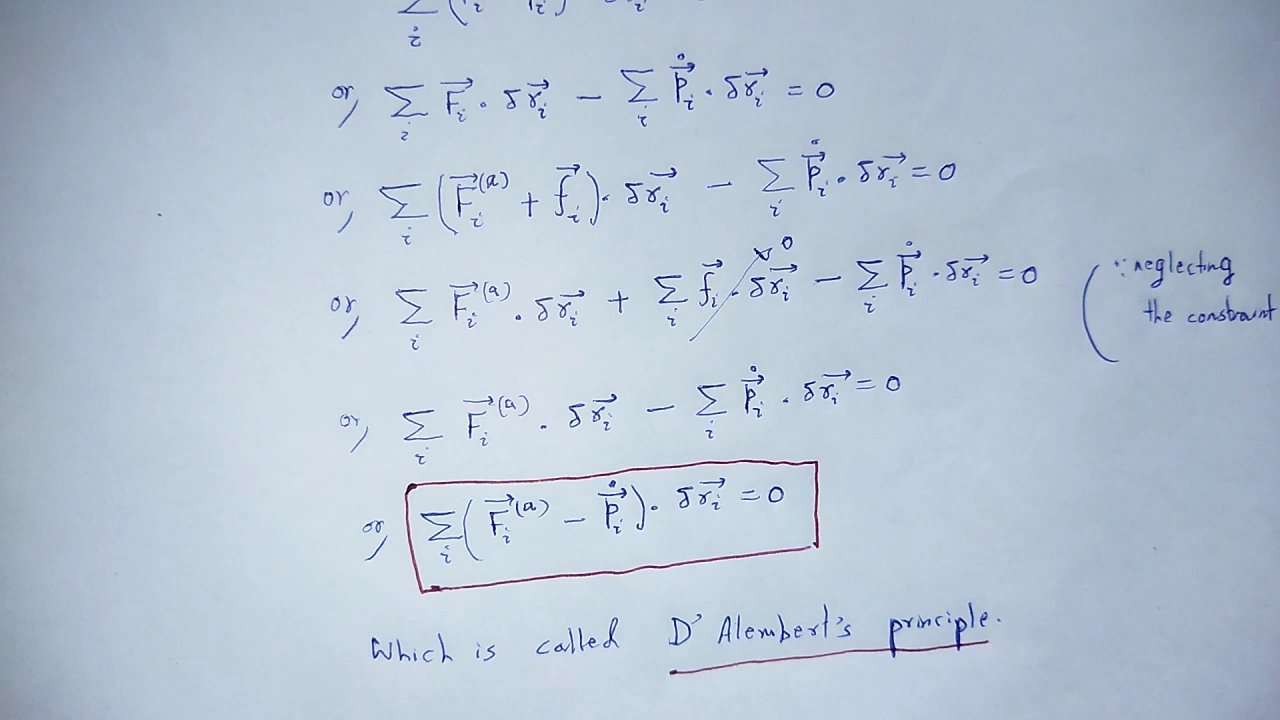 or, ∑ᵢ F⃗ᵢ · δr⃗ᵢ − ∑ᵢ ṗ⃗ᵢ · δr⃗ᵢ = 0
or, ∑ᵢ (F⃗ᵢ⁽ᵃ⁾ + f⃗ᵢ) · δr⃗ᵢ − ∑ᵢ ṗ⃗ᵢ · δr⃗ᵢ = 0
or, ∑ᵢ F⃗ᵢ⁽ᵃ⁾ · δr⃗ᵢ + ∑ᵢ f⃗ᵢ · δr⃗ᵢ ↗ 0 − ∑ᵢ ṗ⃗ᵢ · δr⃗ᵢ = 0
( ∵ neglecting
the constraint
or, ∑ᵢ F⃗ᵢ⁽ᵃ⁾ · δr⃗ᵢ − ∑ᵢ ṗ⃗ᵢ · δr⃗ᵢ = 0
or, ∑ᵢ (F⃗ᵢ⁽ᵃ⁾ − ṗ⃗ᵢ) · δr⃗ᵢ = 0
Which is called D'Alembert's principle.